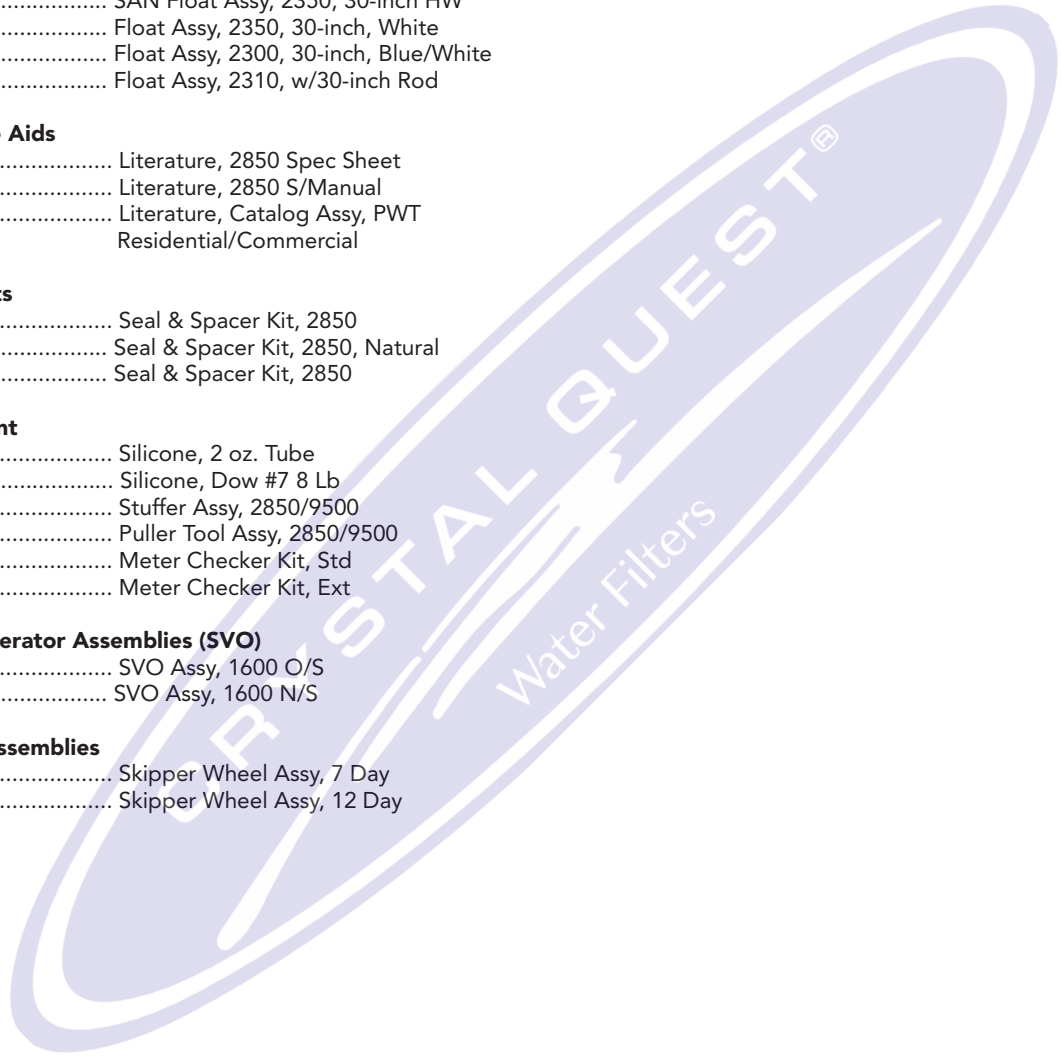 .................. SAN Float Assy, 2350, 30-inch HW
.................. Float Assy, 2350, 30-inch, White
.................. Float Assy, 2300, 30-inch, Blue/White
.................. Float Assy, 2310, w/30-inch Rod
Aids
.................. Literature, 2850 Spec Sheet
.................. Literature, 2850 S/Manual
.................. Literature, Catalog Assy, PWT
Residential/Commercial
.................. Seal & Spacer Kit, 2850
.................. Seal & Spacer Kit, 2850, Natural
.................. Seal & Spacer Kit, 2850
.................. Silicone, 2 oz. Tube
.................. Silicone, Dow #7 8 Lb
.................. Stuffer Assy, 2850/9500
.................. Puller Tool Assy, 2850/9500
.................. Meter Checker Kit, Std
.................. Meter Checker Kit, Ext
erator Assemblies (SVO)
.................. SVO Assy, 1600 O/S
.................. SVO Assy, 1600 N/S
ssemblies
.................. Skipper Wheel Assy, 7 Day
.................. Skipper Wheel Assy, 12 Day
CRYSTAL QUEST®
Water Filters